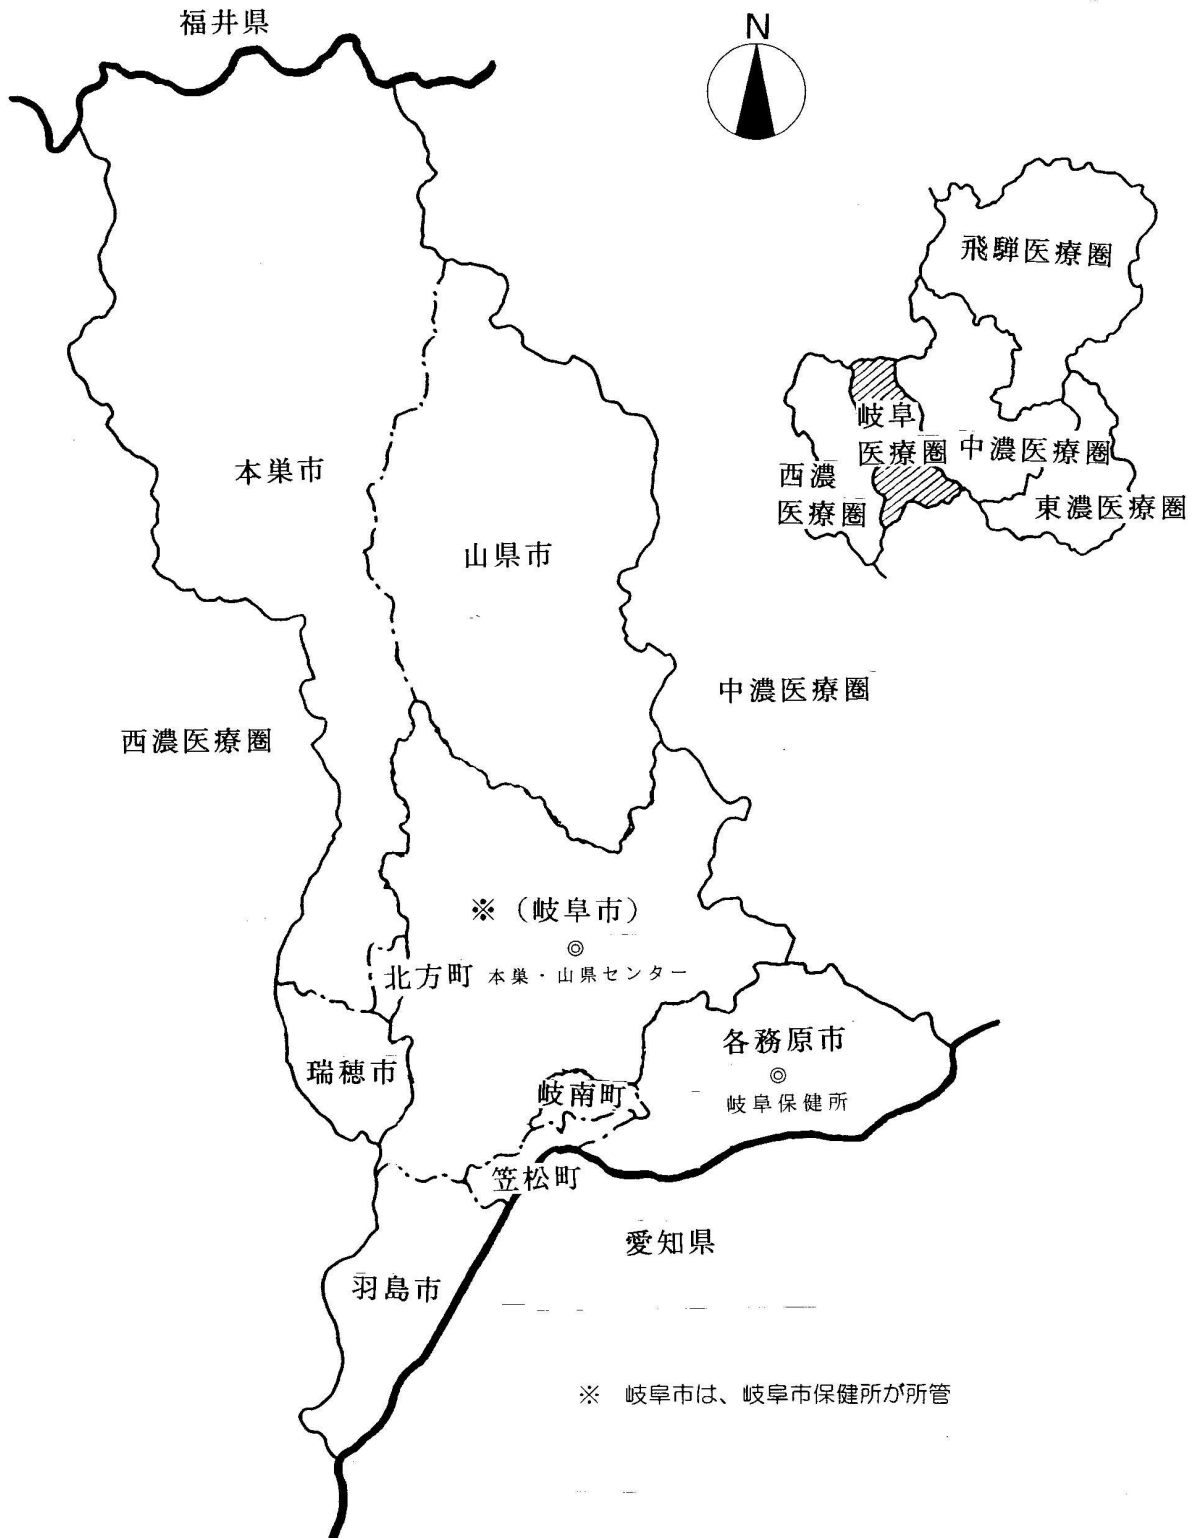 福井県
N
飛騨医療圏
岐阜
医療圏
中濃医療圏
西濃
医療圏
東濃医療圏
本巣市
山県市
中濃医療圏
西濃医療圏
※（岐阜市）
◎
北方町
本巣・山県センター
各務原市
◎
岐阜保健所
瑞穂市
岐南町
笠松町
愛知県
羽島市
※ 岐阜市は、岐阜市保健所が所管